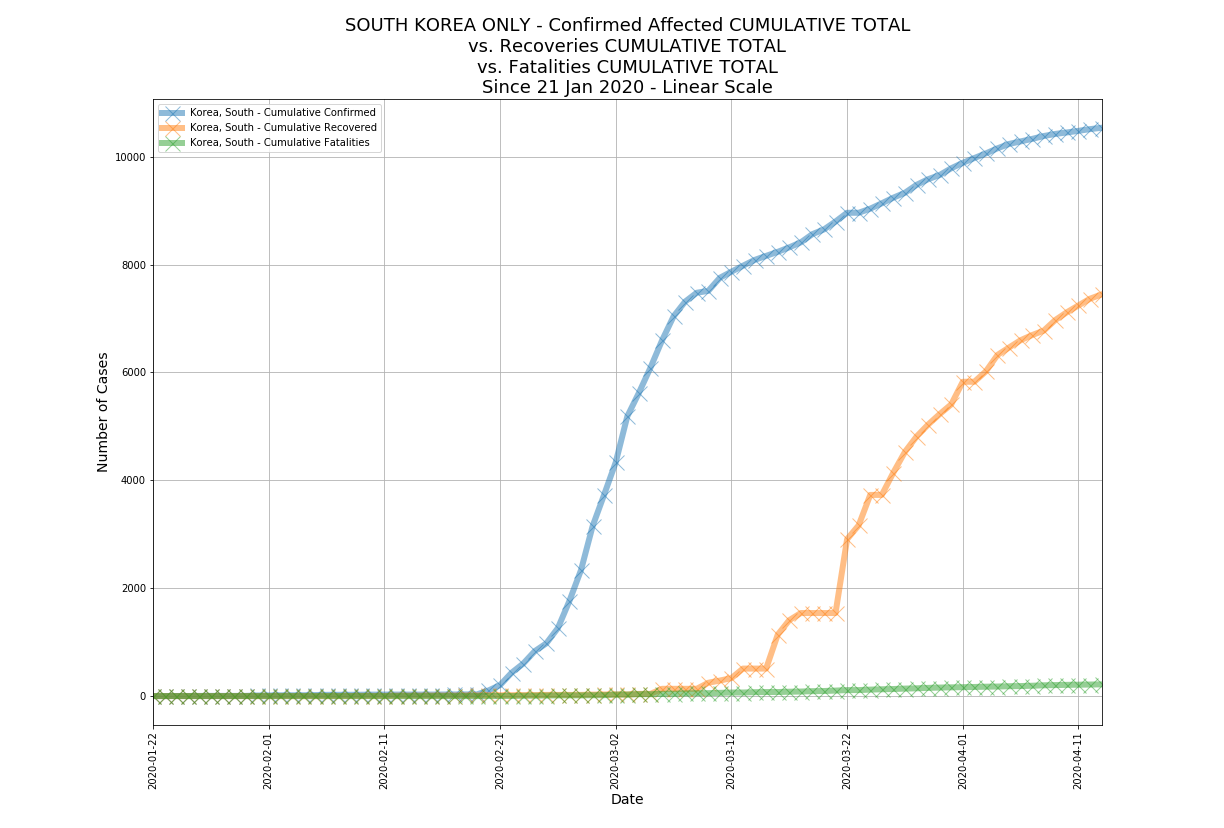 SOUTH KOREA ONLY - Confirmed Affected CUMULATIVE TOTAL
vs. Recoveries CUMULATIVE TOTAL
vs. Fatalities CUMULATIVE TOTAL
Since 21 Jan 2020 - Linear Scale
Korea, South - Cumulative Confirmed
Korea, South - Cumulative Recovered
Korea, South - Cumulative Fatalities
Number of Cases
10000
8000
6000
4000
2000
0
2020-01-22
2020-02-01
2020-02-11
2020-02-21
2020-03-02
2020-03-12
2020-03-22
2020-04-01
2020-04-11
Date